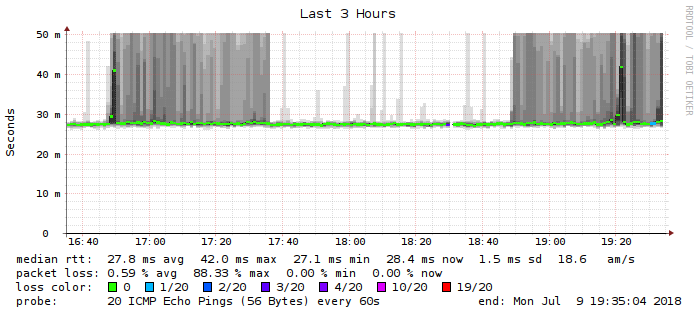 Last 3 Hours
RRDTOOL / TOBI OETIKER
Seconds
50 m
40 m
30 m
20 m
10 m
0
16:40 17:00 17:20 17:40 18:00 18:20 18:40 19:00 19:20
median rtt: 27.8 ms avg 42.0 ms max 27.1 ms min 28.4 ms now 1.5 ms sd 18.6 am/s
packet loss: 0.59 % avg 88.33 % max 0.00 % min 0.00 % now
loss color: 0 1/20 2/20 3/20 4/20 10/20 19/20
probe: 20 ICMP Echo Pings (56 Bytes) every 60s end: Mon Jul 9 19:35:04 2018